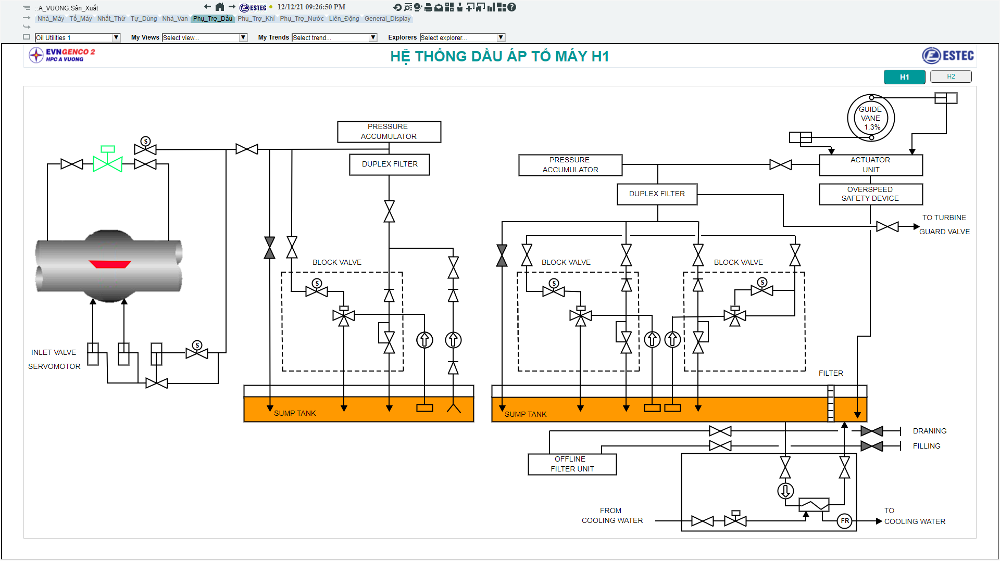 ::A_VUONG.Sản_Xuất
ESTEC
12/12/21 09:26:50 PM
Nhà_Máy Tổ_Máy Nhất_Thứ Tự_Dùng Nhà_Van Phụ_Trợ_Dầu Phụ_Trợ_Khí Phụ_Trợ_Nước Liên_Động General_Display
Oil Utilities 1 My Views Select view... My Trends Select trend... Explorers Select explorer...
EVNGENCO 2
HPC A VUONG
HỆ THỐNG DẦU ÁP TỔ MÁY H1
ESTEC
H1 H2
GUIDE
VANE
1.3%
PRESSURE
ACCUMULATOR
S
DUPLEX FILTER
PRESSURE
ACCUMULATOR
ACTUATOR
UNIT
DUPLEX FILTER
OVERSPEED
SAFETY DEVICE
TO TURBINE
GUARD VALVE
BLOCK VALVE
BLOCK VALVE
BLOCK VALVE
S
S
S
INLET VALVE
SERVOMOTOR
S
FILTER
SUMP TANK
SUMP TANK
DRANING
FILLING
OFFLINE
FILTER UNIT
FROM
COOLING WATER
FR
TO
COOLING WATER